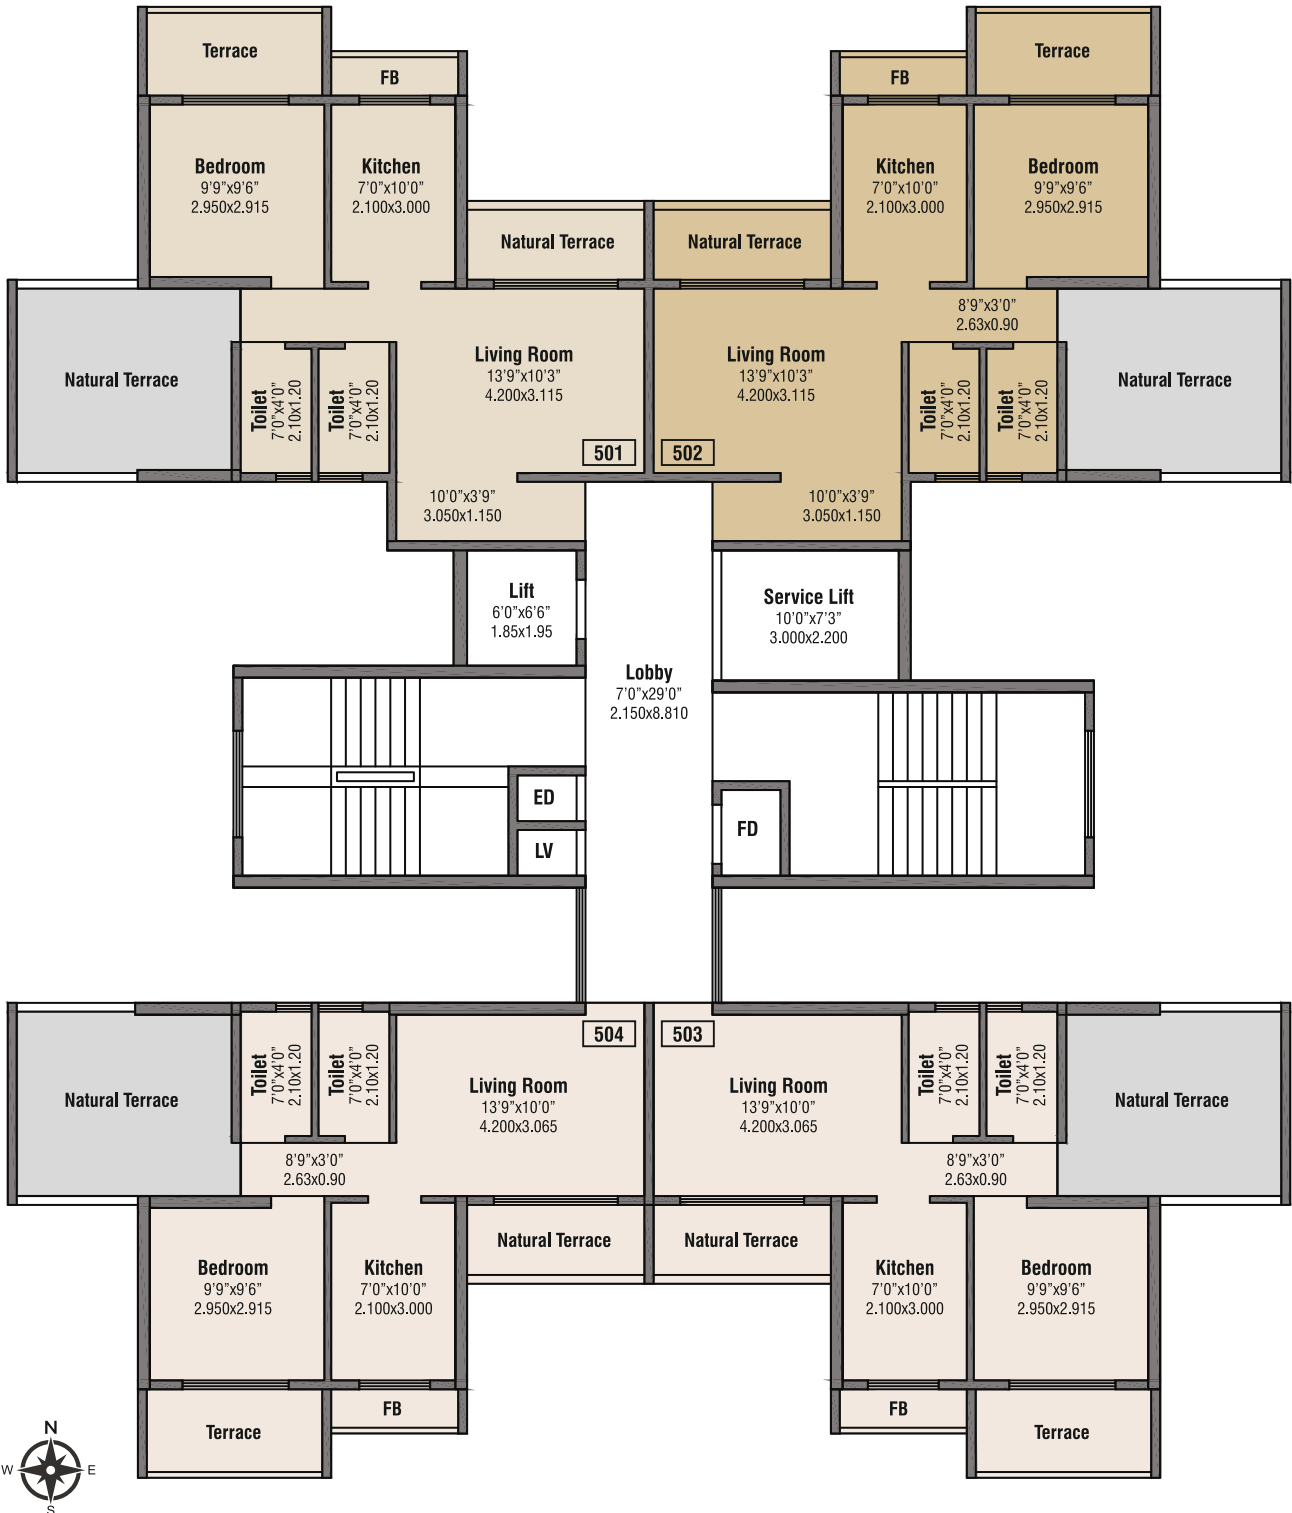 Terrace
FB
FB
Terrace
Bedroom
9'9"x9'6"
2.950x2.915
Kitchen
7'0"x10'0"
2.100x3.000
Kitchen
7'0"x10'0"
2.100x3.000
Bedroom
9'9"x9'6"
2.950x2.915
Natural Terrace
Natural Terrace
8'9"x3'0"
2.63x0.90
Natural Terrace
Toilet
7'0"x4'0"
2.10x1.20
Toilet
7'0"x4'0"
2.10x1.20
Living Room
13'9"x10'3"
4.200x3.115
501
Living Room
13'9"x10'3"
4.200x3.115
502
Toilet
7'0"x4'0"
2.10x1.20
Toilet
7'0"x4'0"
2.10x1.20
Natural Terrace
10'0"x3'9"
3.050x1.150
10'0"x3'9"
3.050x1.150
Lift
6'0"x6'6"
1.85x1.95
Service Lift
10'0"x7'3"
3.000x2.200
Lobby
7'0"x29'0"
2.150x8.810
ED
LV
FD
504
503
Natural Terrace
Toilet
7'0"x4'0"
2.10x1.20
Toilet
7'0"x4'0"
2.10x1.20
Living Room
13'9"x10'0"
4.200x3.065
Living Room
13'9"x10'0"
4.200x3.065
Toilet
7'0"x4'0"
2.10x1.20
Toilet
7'0"x4'0"
2.10x1.20
Natural Terrace
8'9"x3'0"
2.63x0.90
8'9"x3'0"
2.63x0.90
Natural Terrace
Natural Terrace
Bedroom
9'9"x9'6"
2.950x2.915
Kitchen
7'0"x10'0"
2.100x3.000
Kitchen
7'0"x10'0"
2.100x3.000
Bedroom
9'9"x9'6"
2.950x2.915
FB
FB
Terrace
Terrace
N
W
E
S